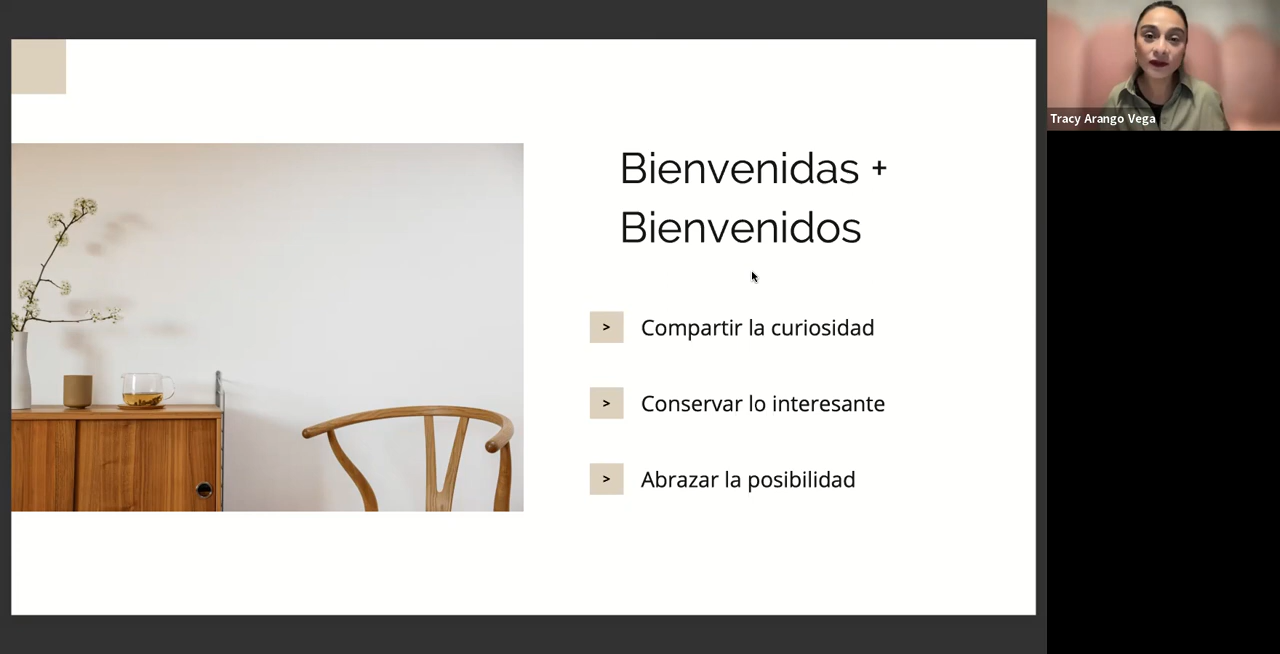 Bienvenidas +
Bienvenidos
> Compartir la curiosidad
> Conservar lo interesante
> Abrazar la posibilidad
Tracy Arango Vega